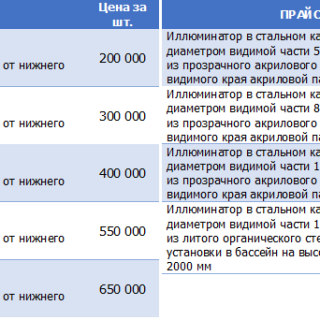 Цена за
шт.
ПРАЙС
200 000
от нижнего
300 000
от нижнего
400 000
от нижнего
550 000
от нижнего
650 000
от нижнего
Иллюминатор в стальном ка
диаметром видимой части 5
из прозрачного акрилового
видимого края акриловой па
Иллюминатор в стальном ка
диаметром видимой части 8
из прозрачного акрилового
видимого края акриловой па
Иллюминатор в стальном ка
диаметром видимой части 1
из прозрачного акрилового
видимого края акриловой па
Иллюминатор в стальном ка
диаметром видимой части 1
из литого органического сте
установки в бассейн на выс
2000 мм